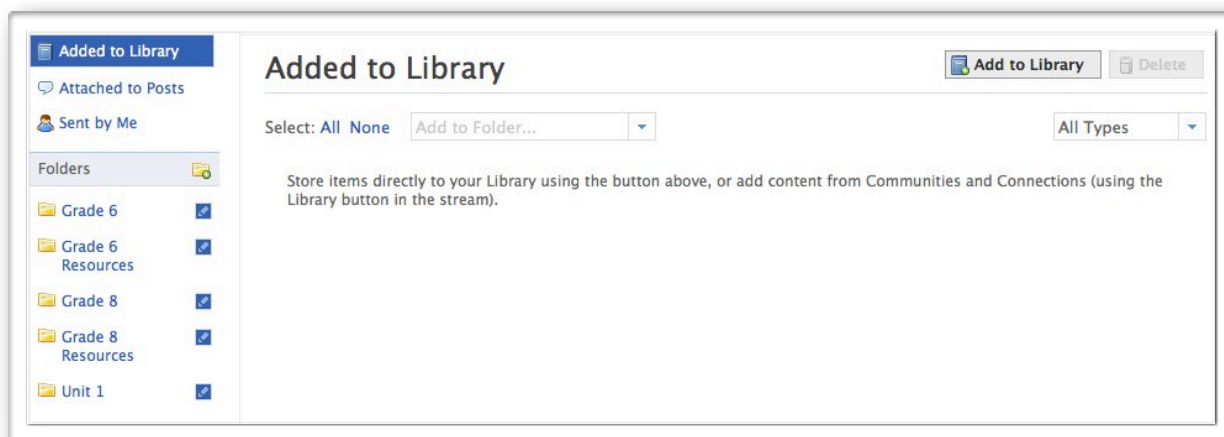 Added to Library
Attached to Posts
Sent by Me
Folders
Grade 6
Grade 6
Resources
Grade 8
Grade 8
Resources
Unit 1
Added to Library
Add to Library
Delete
Select: All None
Add to Folder...
All Types
Store items directly to your Library using the button above, or add content from Communities and Connections (using the
Library button in the stream).